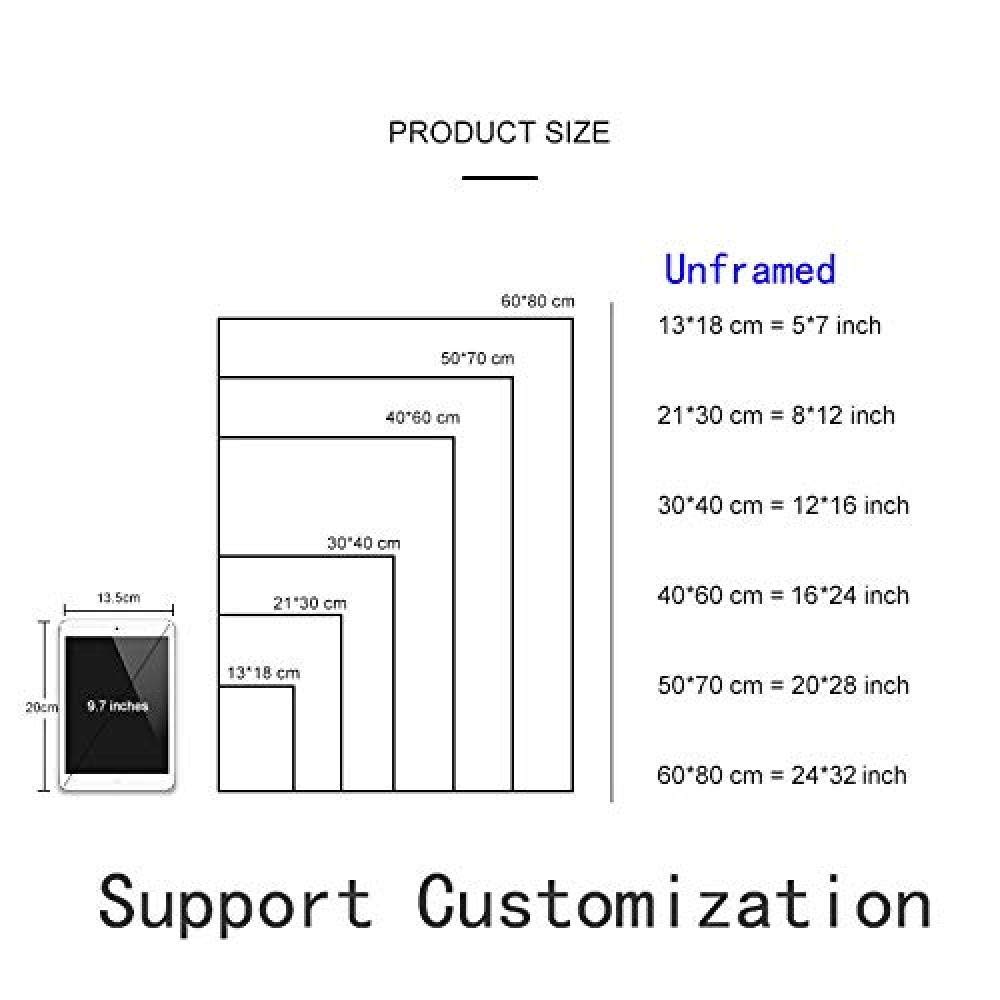 PRODUCT SIZE
Unframed
60*80 cm
13*18 cm = 5*7 inch
50*70 cm
40*60 cm
21*30 cm = 8*12 inch
30*40 cm = 12*16 inch
30*40 cm
40*60 cm = 16*24 inch
13.5cm
21*30 cm
13*18 cm
50*70 cm = 20*28 inch
20cm
9.7 inches
60*80 cm = 24*32 inch
Support Customization